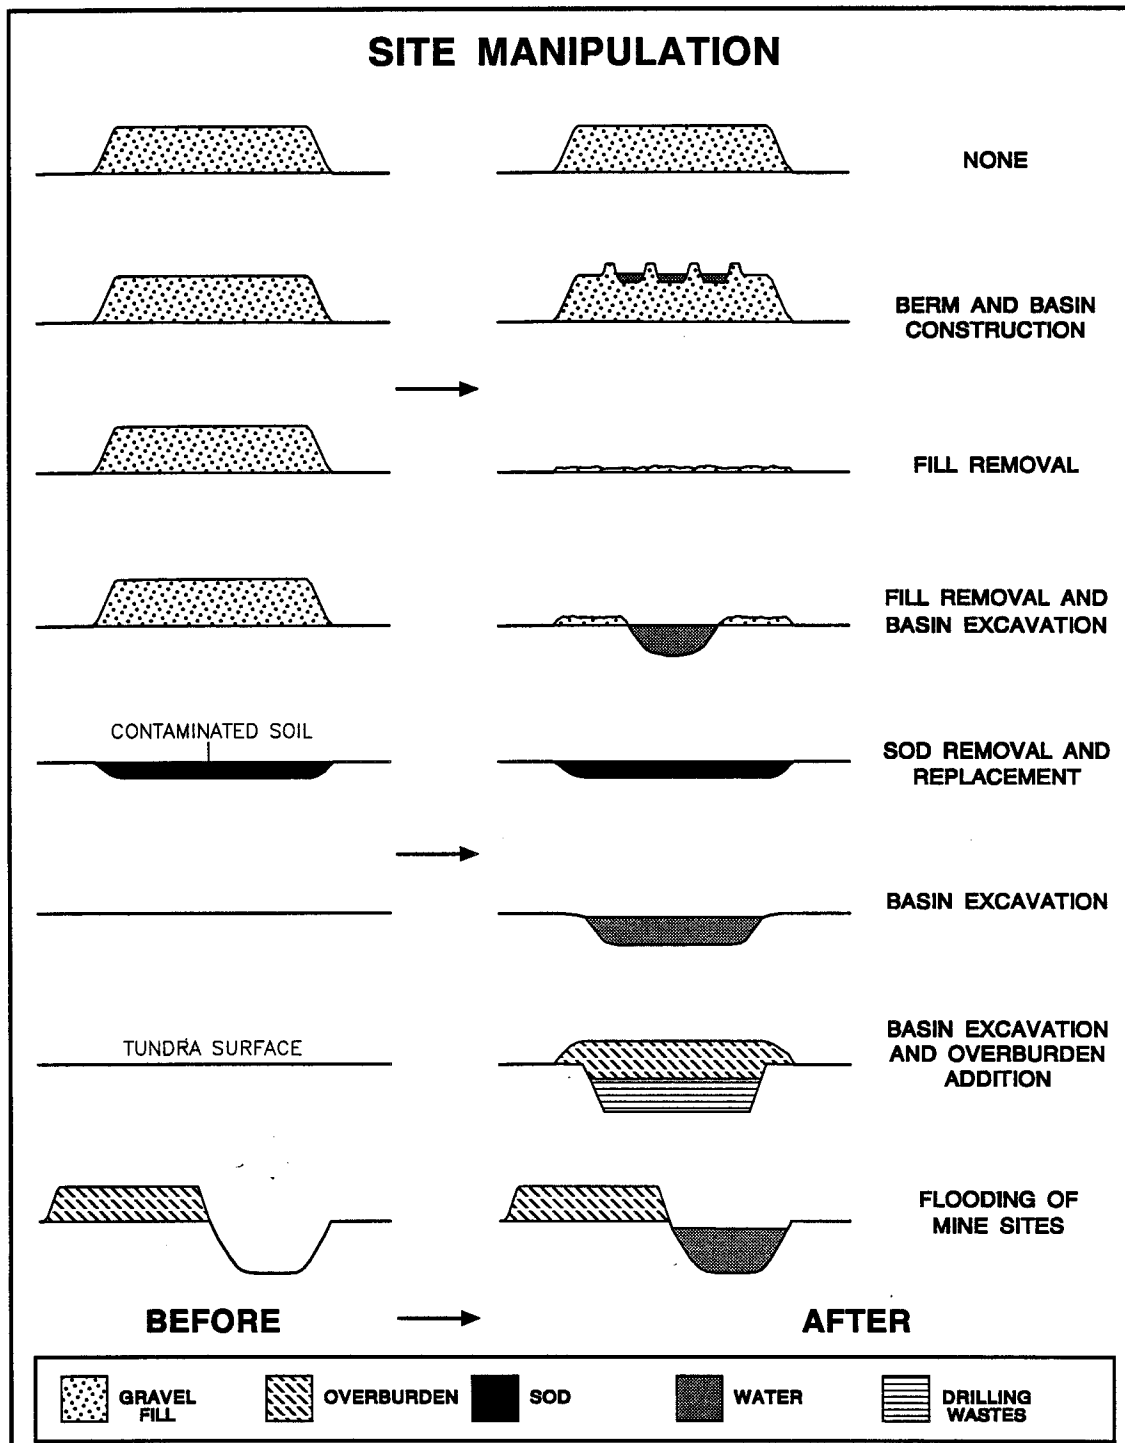 SITE MANIPULATION
NONE
BERM AND BASIN
CONSTRUCTION
FILL REMOVAL
FILL REMOVAL AND
BASIN EXCAVATION
CONTAMINATED SOIL
SOD REMOVAL AND
REPLACEMENT
BASIN EXCAVATION
TUNDRA SURFACE
BASIN EXCAVATION
AND OVERBURDEN
ADDITION
FLOODING OF
MINE SITES
BEFORE
AFTER
GRAVEL
FILL
OVERBURDEN
SOD
WATER
DRILLING
WASTES